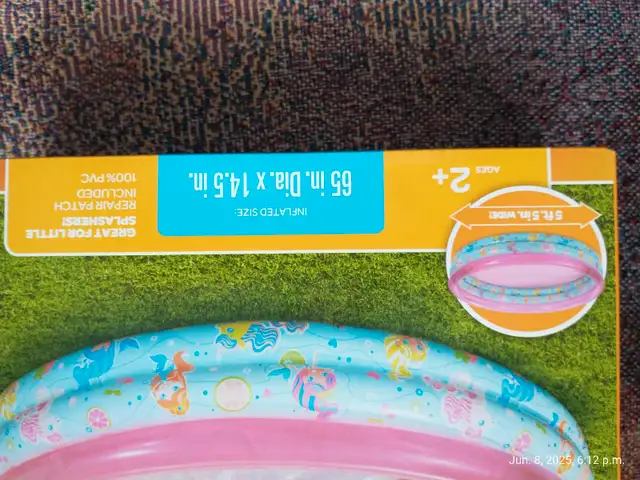 GREAT FOR LITTLE
SPLASHERS!
REPAIR PATCH
INCLUDED
100% PVC
INFLATED SIZE:
65 in. Dia. x 14.5 in.
AGES
2+
5 ft. 5 in. WIDE!
Jun. 8, 2025, 6:12 p.m.